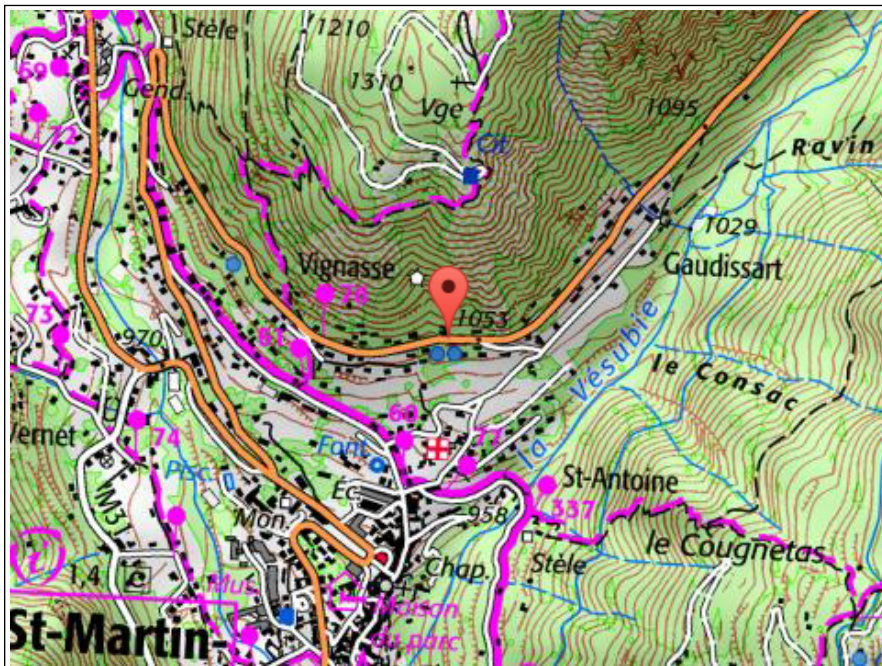 Stèle
1210
59
Gend.
1310
Vge
1095
72
Cit.
Ravin
1029
Vignasse
78
Gaudissart
73
1053
970
81
la Vésubie
le Consac
60
Vernet
74
Font.
77
Pisc.
St-Antoine
M31
Éc.
337
Mon.
958
le Cougnetas
i
1,4
Chap.
Stèle
Mus.
Maison
du parc
St-Martin-